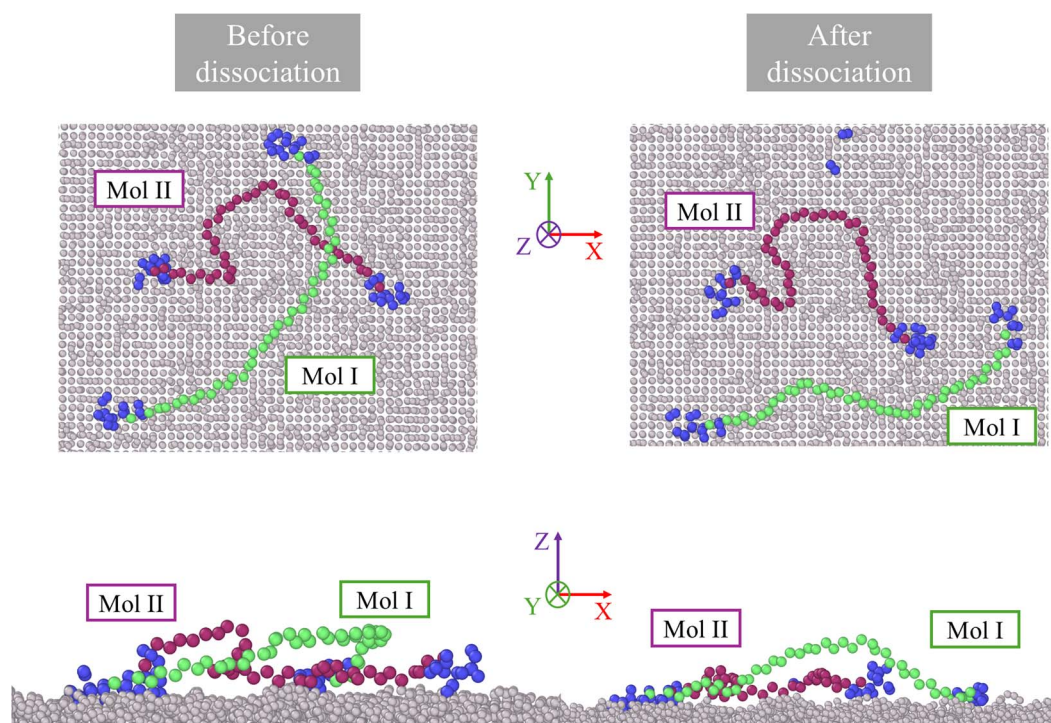 Before
dissociation
After
dissociation
Mol II
Mol I
Y
Z
X
Mol II
Mol I
Mol II
Mol I
Z
Y
X
Mol II
Mol I